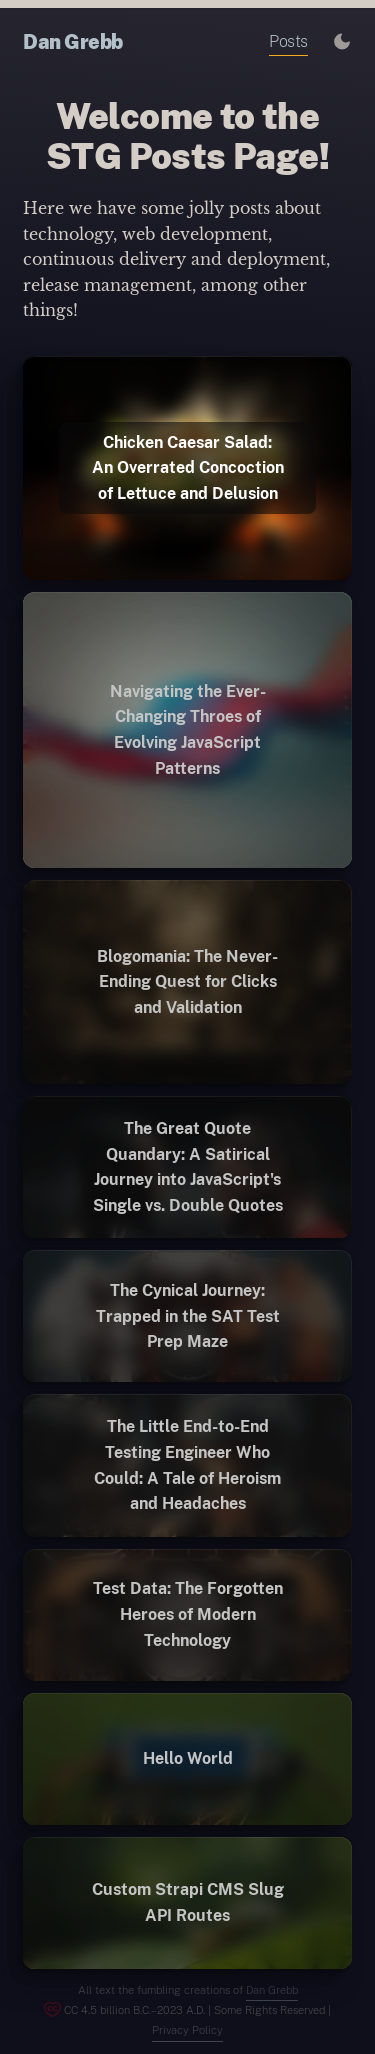 Dan Grebb
Posts
Welcome to the
STG Posts Page!
Here we have some jolly posts about
technology, web development,
continuous delivery and deployment,
release management, among other
things!
Chicken Caesar Salad:
An Overrated Concoction
of Lettuce and Delusion
Navigating the Ever-
Changing Throes of
Evolving JavaScript
Patterns
Blogomania: The Never-
Ending Quest for Clicks
and Validation
The Great Quote
Quandary: A Satirical
Journey into JavaScript's
Single vs. Double Quotes
The Cynical Journey:
Trapped in the SAT Test
Prep Maze
The Little End-to-End
Testing Engineer Who
Could: A Tale of Heroism
and Headaches
Test Data: The Forgotten
Heroes of Modern
Technology
Hello World
Custom Strapi CMS Slug
API Routes
All text the fumbling creations of Dan Grebb
CC 4.5 billion B.C.–2023 A.D. | Some Rights Reserved |
Privacy Policy